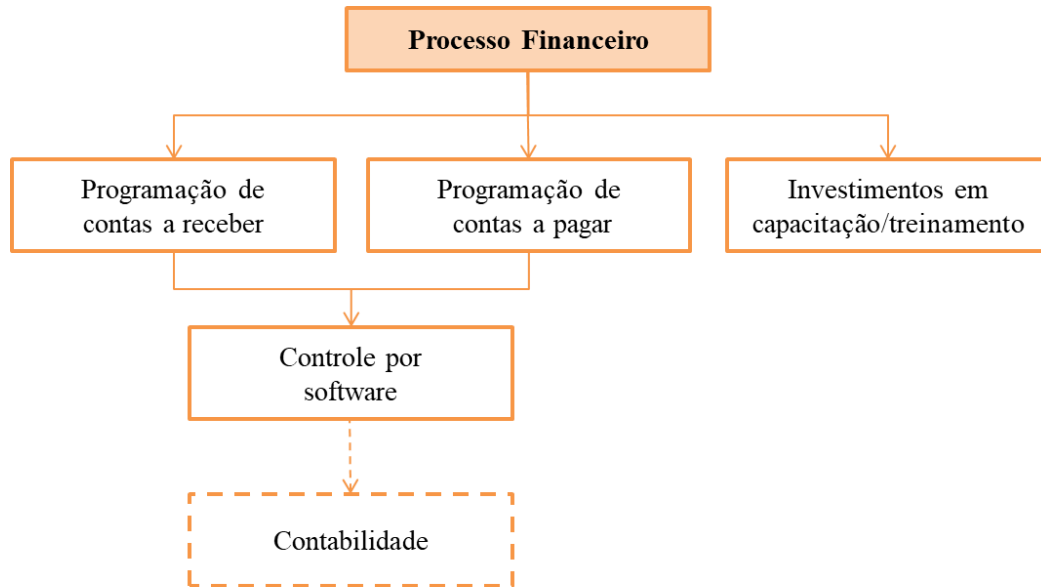 Processo Financeiro
Programação de
contas a receber
Programação de
contas a pagar
Investimentos em
capacitação/treinamento
Controle por
software
Contabilidade